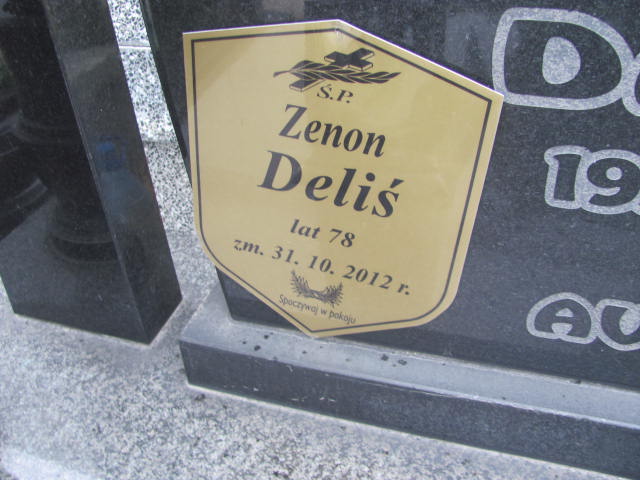 Ś.P.
Zenon
Deliś
lat 78
zm. 31. 10. 2012 r.
Spoczywaj w pokoju